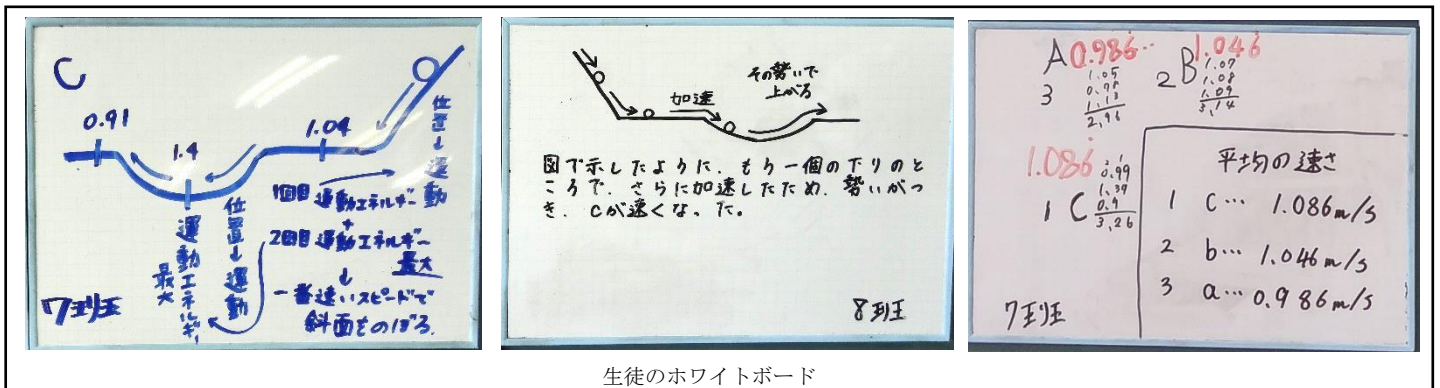 C
0.91
1.4
1.04
位置→運動
位置→運動
運動エネルギー
最大
1回目 運動エネルギー
+
2回目 運動エネルギー
最大
↓
一番速いスピードで
斜面をのぼる.
7班
加速
その勢いで
上がる
図で示したように、もう一個の下りのと
ころで、さらに加速したため、勢いがつ
き、Cが速くなった。
8班
A 0.986‥
3
1.05
0.78
1.13
2,96
2 B 1.046
1.07
1.08
1.09
3,14
1.086
1 C
0.99
1.39
0.9
3,26
平均の速さ
1 C… 1.086m/s
2 b… 1.046m/s
3 a… 0.986m/s
7班
生徒のホワイトボード